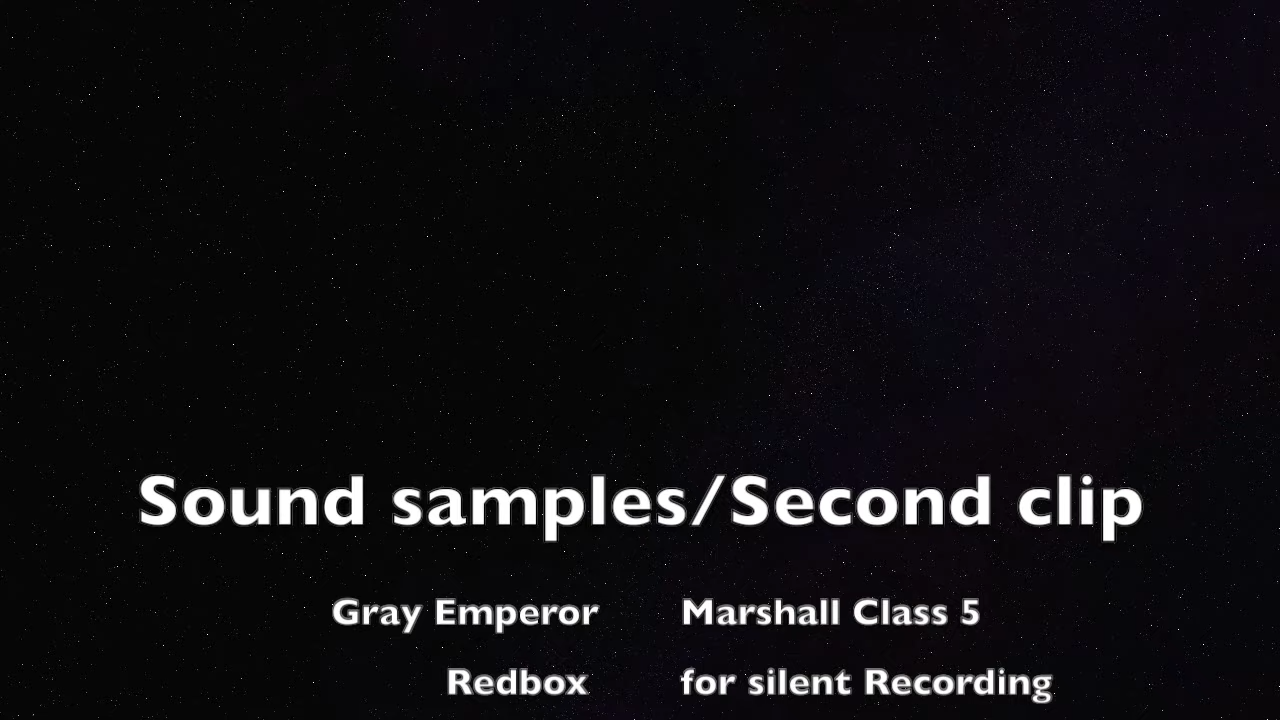 Sound samples/Second clip
Gray Emperor Marshall Class 5
Redbox for silent Recording